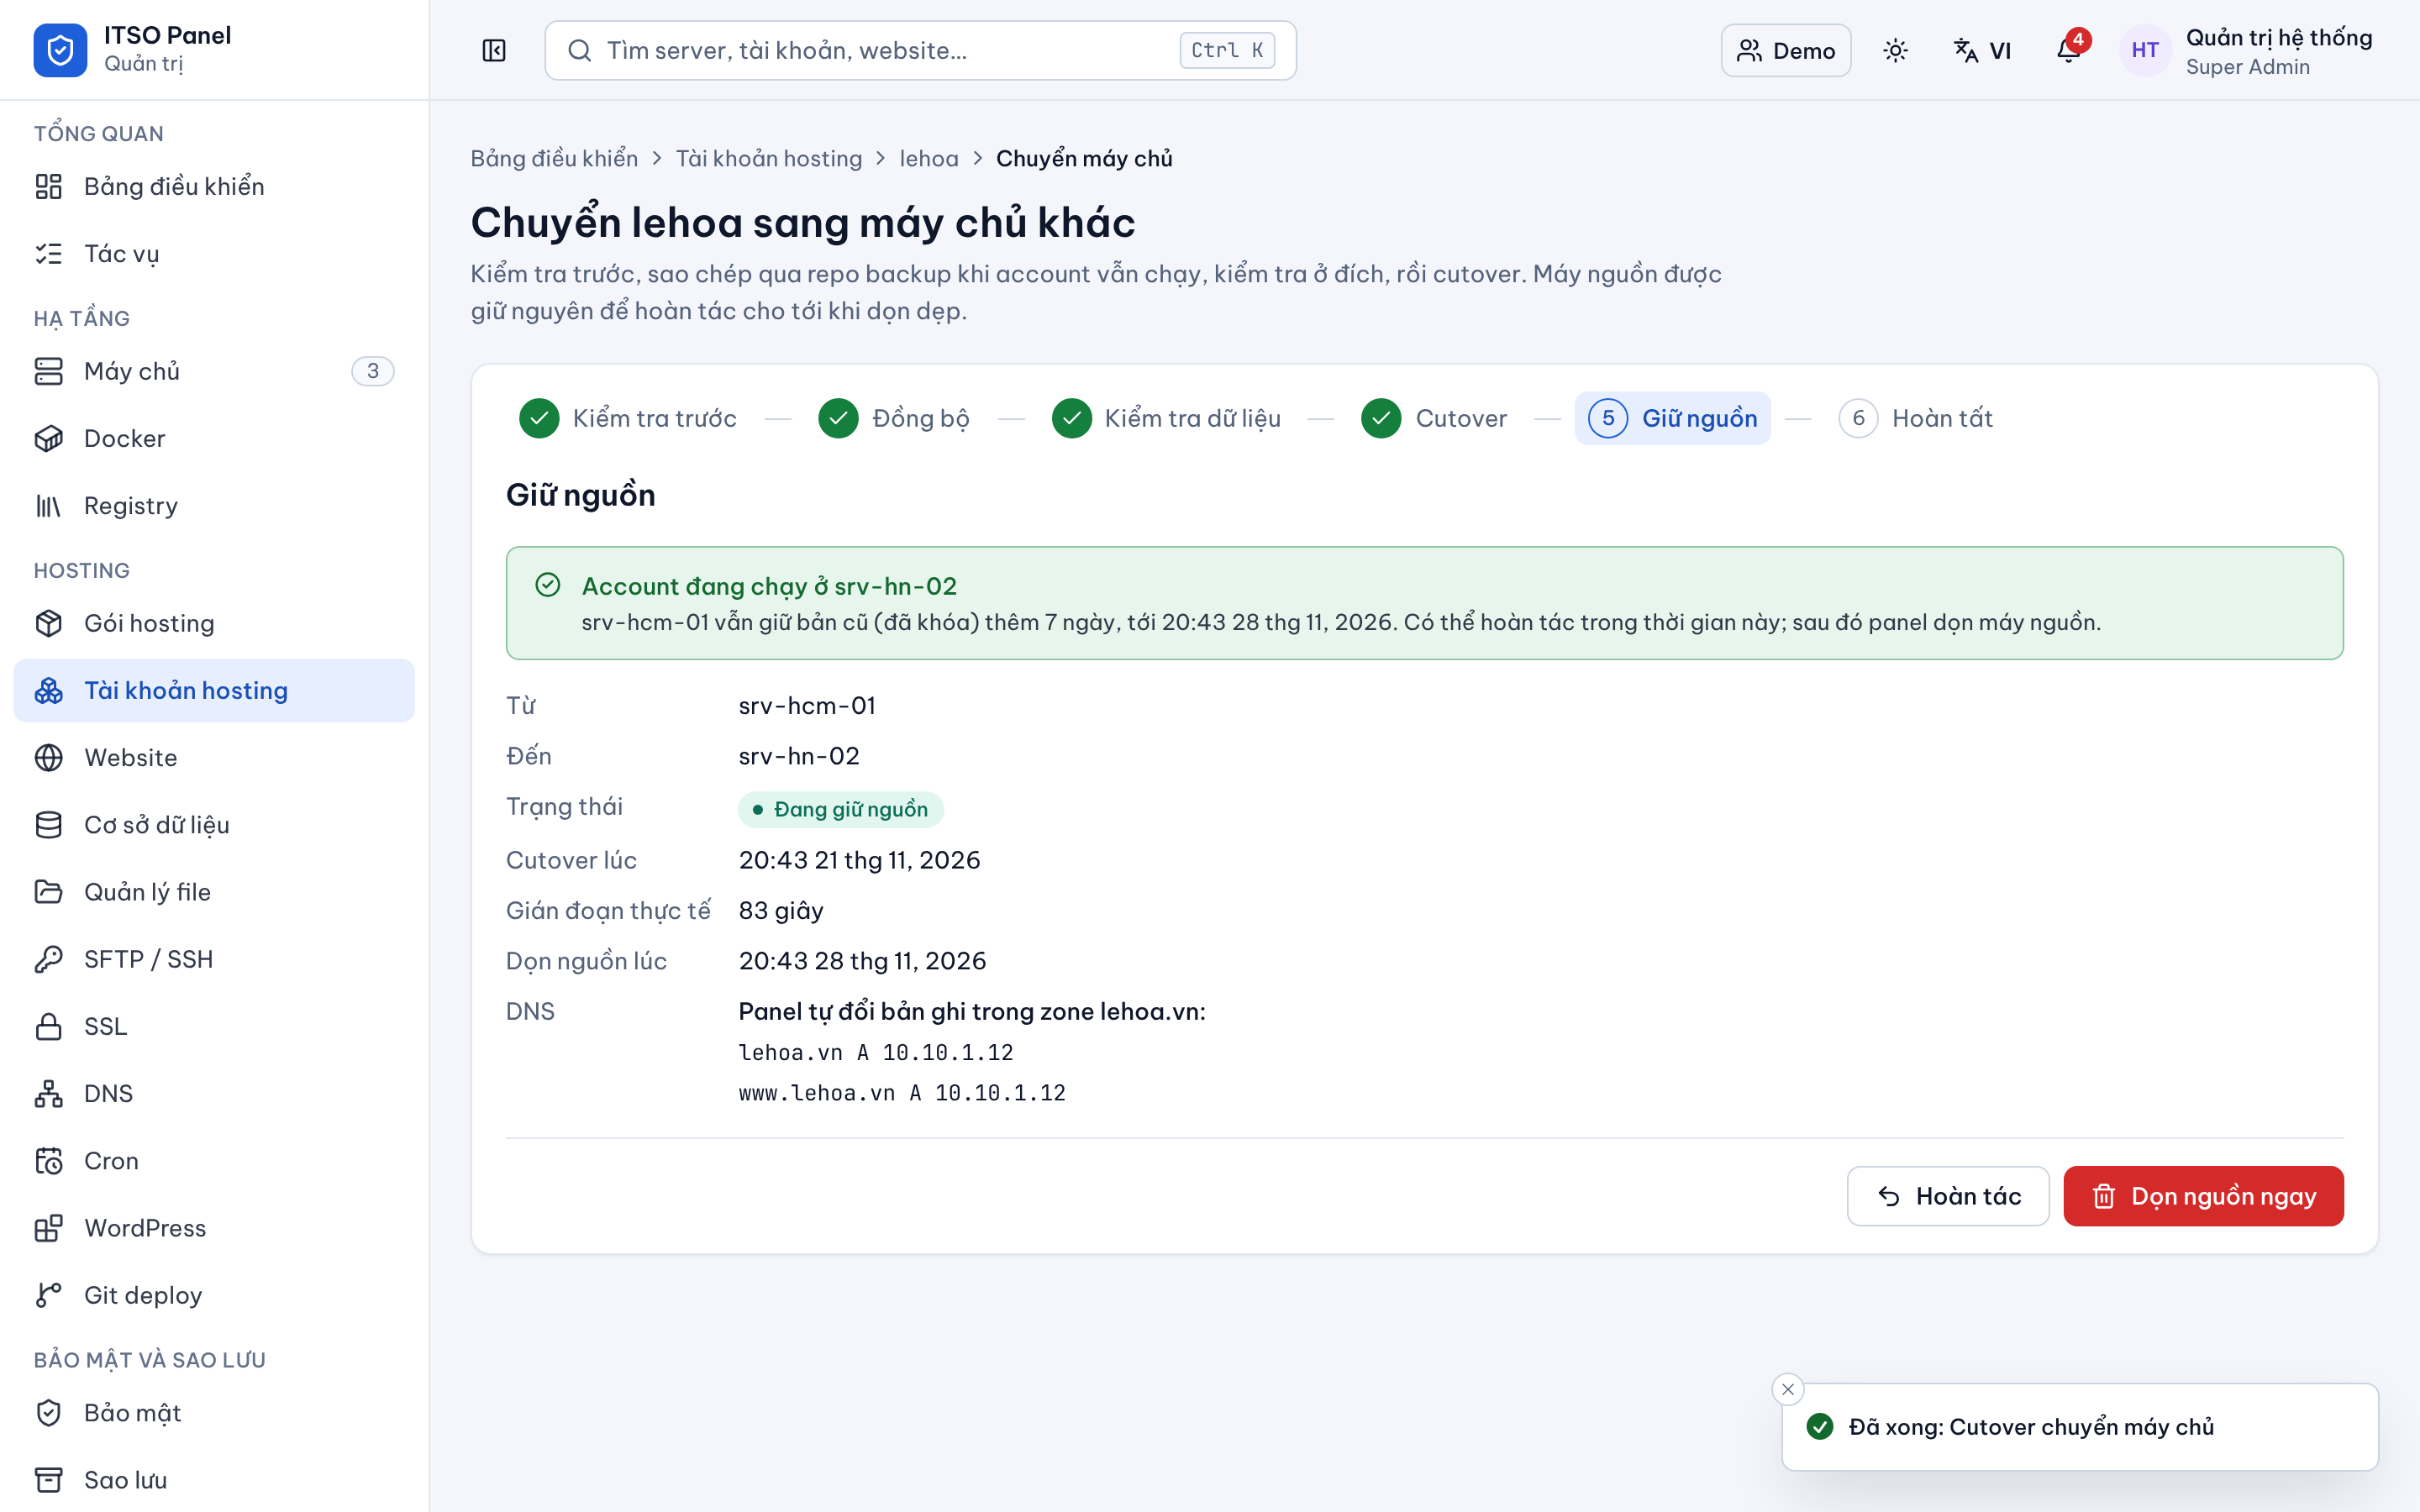 ITSO Panel
Quản trị
Tìm server, tài khoản, website...
Ctrl K
Demo
VI
4
HT
Quản trị hệ thống
Super Admin
TỔNG QUAN
Bảng điều khiển
Tác vụ
HẠ TẦNG
Máy chủ
3
Docker
Registry
HOSTING
Gói hosting
Tài khoản hosting
Website
Cơ sở dữ liệu
Quản lý file
SFTP / SSH
SSL
DNS
Cron
WordPress
Git deploy
BẢO MẬT VÀ SAO LƯU
Bảo mật
Sao lưu
Bảng điều khiển > Tài khoản hosting > lehoa > Chuyển máy chủ
Chuyển lehoa sang máy chủ khác
Kiểm tra trước, sao chép qua repo backup khi account vẫn chạy, kiểm tra ở đích, rồi cutover. Máy nguồn được
giữ nguyên để hoàn tác cho tới khi dọn dẹp.
Kiểm tra trước — Đồng bộ — Kiểm tra dữ liệu — Cutover — 5 Giữ nguồn — 6 Hoàn tất
Giữ nguồn
Account đang chạy ở srv-hn-02
srv-hcm-01 vẫn giữ bản cũ (đã khóa) thêm 7 ngày, tới 20:43 28 thg 11, 2026. Có thể hoàn tác trong thời gian này; sau đó panel dọn máy nguồn.
Từ srv-hcm-01
Đến srv-hn-02
Trạng thái Đang giữ nguồn
Cutover lúc 20:43 21 thg 11, 2026
Gián đoạn thực tế 83 giây
Dọn nguồn lúc 20:43 28 thg 11, 2026
DNS Panel tự đổi bản ghi trong zone lehoa.vn:
lehoa.vn A 10.10.1.12
www.lehoa.vn A 10.10.1.12
Hoàn tác
Dọn nguồn ngay
Đã xong: Cutover chuyển máy chủ